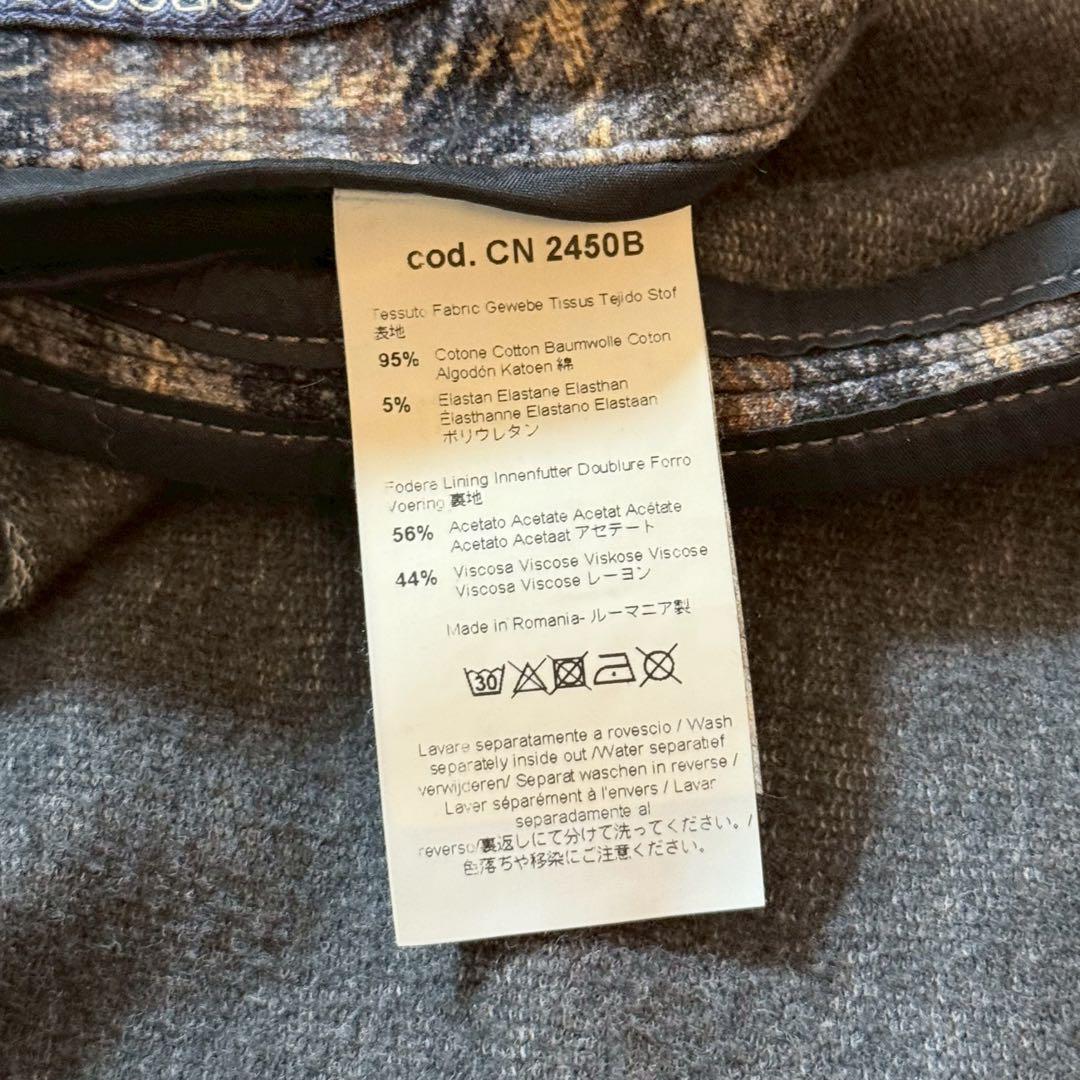 cod. CN 2450B
Tessuto Fabric Gewebe Tissus Tejido Stof
表地
95% Cotone Cotton Baumwolle Coton
Algodón Katoen 綿
5% Elastan Elastane Elasthan
Élasthanne Elastano Elastaan
ポリウレタン
Fodera Lining Innenfutter Doublure Forro
Voering 裏地
56% Acetato Acetate Acetat Acétate
Acetato Acetaat アセテート
44% Viscosa Viscose Viskose Viscose
Viscosa Viscose レーヨン
Made in Romania- ルーマニア製
30
Lavare separatamente a rovescio / Wash
separately inside out /Water separatief
verwijderen/ Separat waschen in reverse /
Laver séparément à l'envers / Lavar
separadamente al
reverso/裏返しにて分けて洗ってください。/
色落ちや移染にご注意ください。